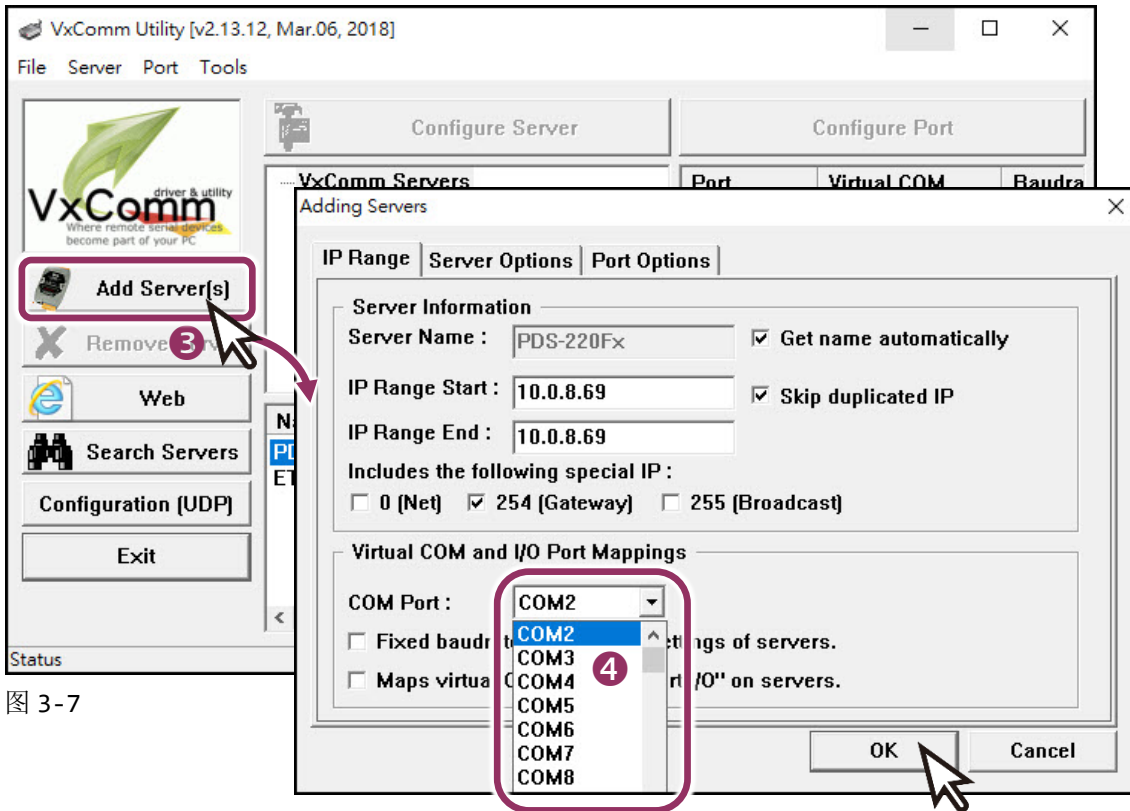 VxComm Utility [v2.13.12, Mar.06, 2018]
File Server Port Tools
VxComm
driver & utility
Where remote serial devices
become part of your PC
Configure Server
Configure Port
VxComm Servers
Port Virtual COM Baudra
Add Server(s)
3
Remove
Web
Search Servers
Configuration (UDP)
Exit
Status
Adding Servers
IP Range Server Options Port Options
Server Information
Server Name : PDS-220Fx Get name automatically
IP Range Start : 10.0.8.69 Skip duplicated IP
IP Range End : 10.0.8.69
Includes the following special IP :
0 (Net) 254 (Gateway) 255 (Broadcast)
Virtual COM and I/O Port Mappings
COM Port : COM2
Fixed baudr ettings of servers.
Maps virtual rt I/O" on servers.
COM2
COM3
COM4
COM5
COM6
COM7
COM8
4
OK Cancel
图 3-7